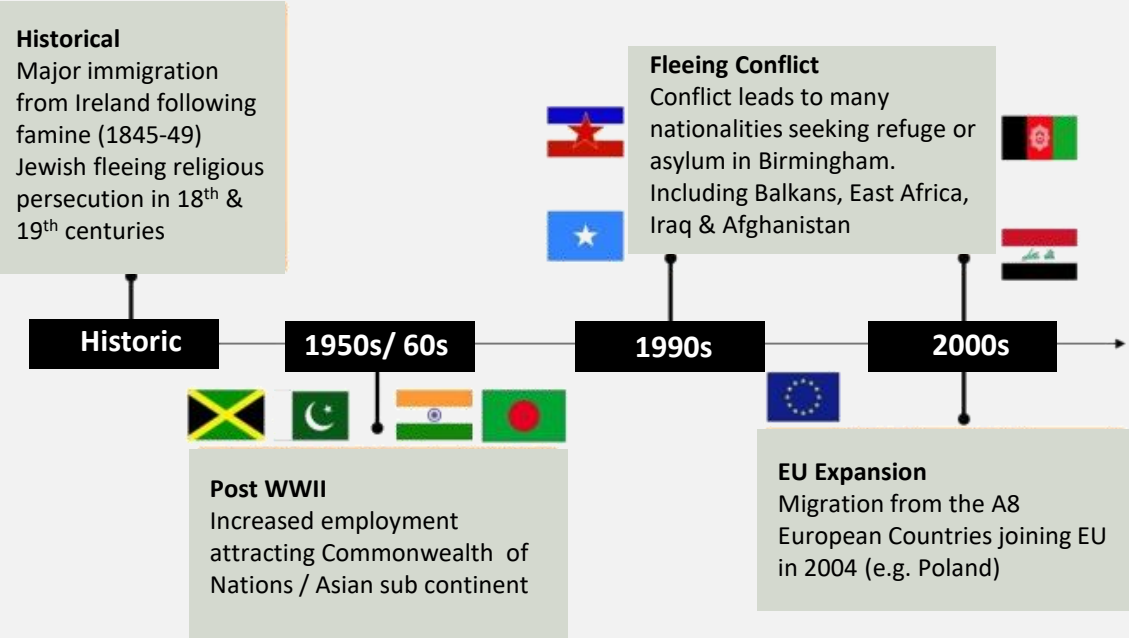 Historical
Major immigration
from Ireland following
famine (1845-49)
Jewish fleeing religious
persecution in 18th &
19th centuries
Fleeing Conflict
Conflict leads to many
nationalities seeking refuge or
asylum in Birmingham.
Including Balkans, East Africa,
Iraq & Afghanistan
Historic
1950s/ 60s
1990s
2000s
Post WWII
Increased employment
attracting Commonwealth of
Nations / Asian sub continent
EU Expansion
Migration from the A8
European Countries joining EU
in 2004 (e.g. Poland)